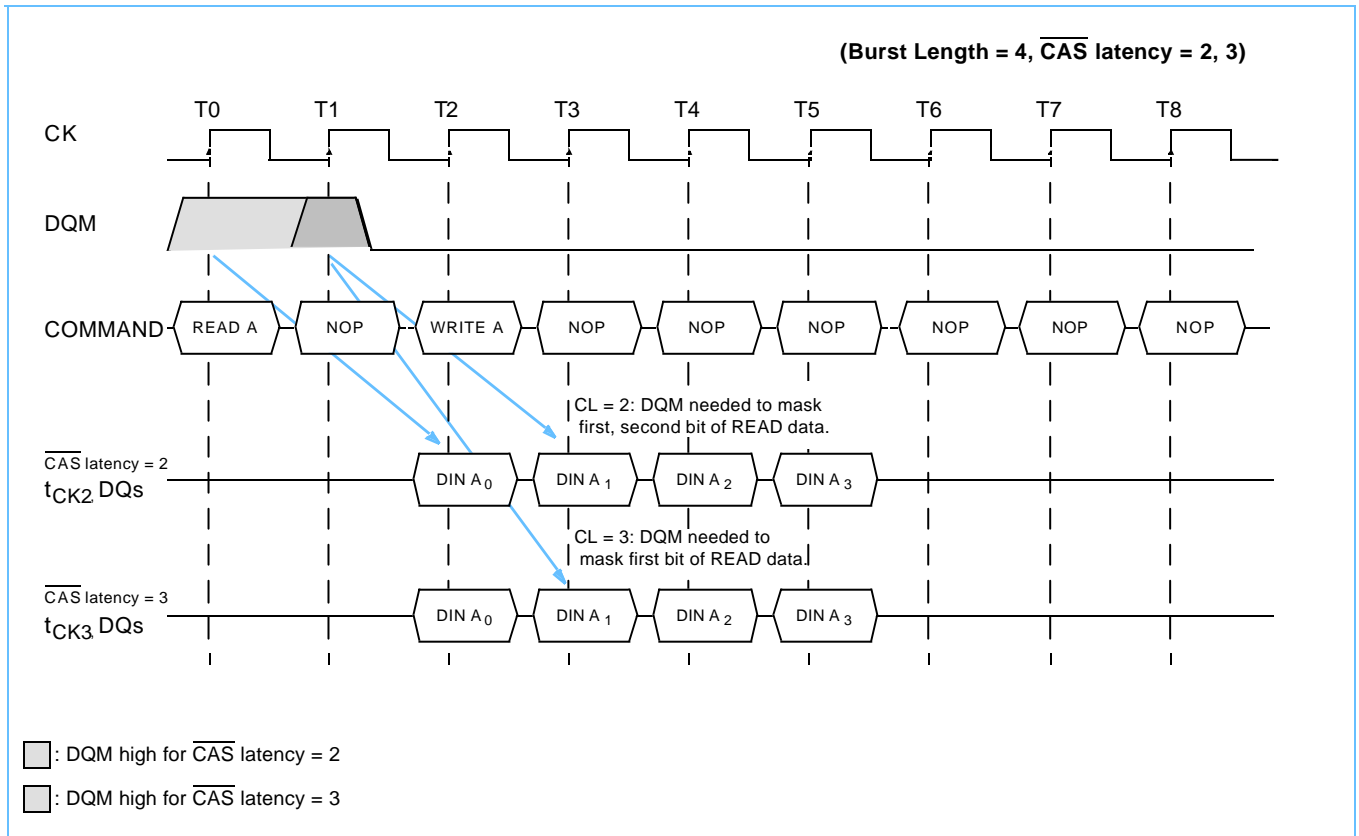 (Burst Length = 4, CAS latency = 2, 3)
T0 T1 T2 T3 T4 T5 T6 T7 T8
CK
DQM
COMMAND READ A NOP WRITE A NOP NOP NOP NOP NOP NOP
CL = 2: DQM needed to mask
first, second bit of READ data.
CAS latency = 2
tCK2, DQs DIN A0 DIN A1 DIN A2 DIN A3
CL = 3: DQM needed to
mask first bit of READ data.
CAS latency = 3
tCK3, DQs DIN A0 DIN A1 DIN A2 DIN A3
: DQM high for CAS latency = 2
: DQM high for CAS latency = 3